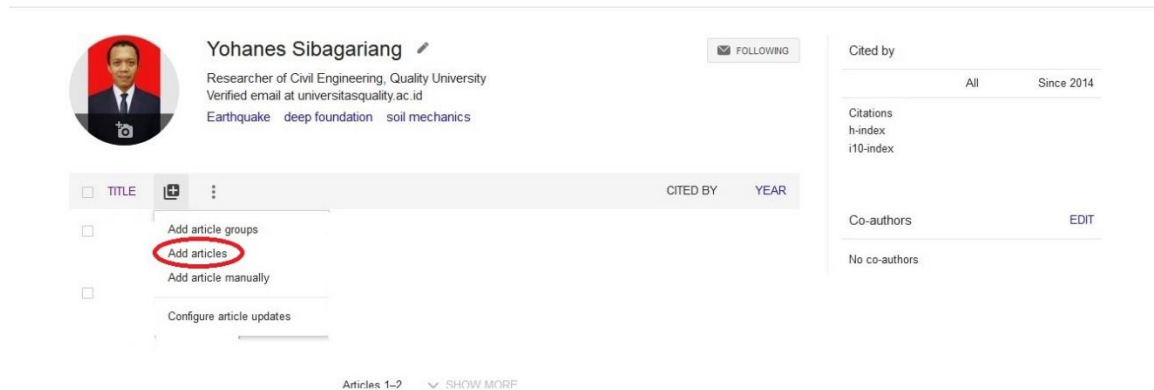 Yohanes Sibagariang
FOLLOWING
Researcher of Civil Engineering, Quality University
Verified email at universitasquality.ac.id
Earthquake deep foundation soil mechanics
TITLE CITED BY YEAR
Add article groups
Add articles
Add article manually
Configure article updates
Articles 1–2 SHOW MORE
Cited by
All Since 2014
Citations
h-index
i10-index
Co-authors EDIT
No co-authors